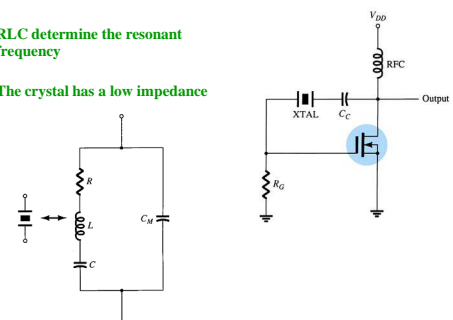 RLC determine the resonant
frequency
The crystal has a low impedance
V_DD
RFC
Output
XTAL
C_C
R_G
R
L
C_M
C